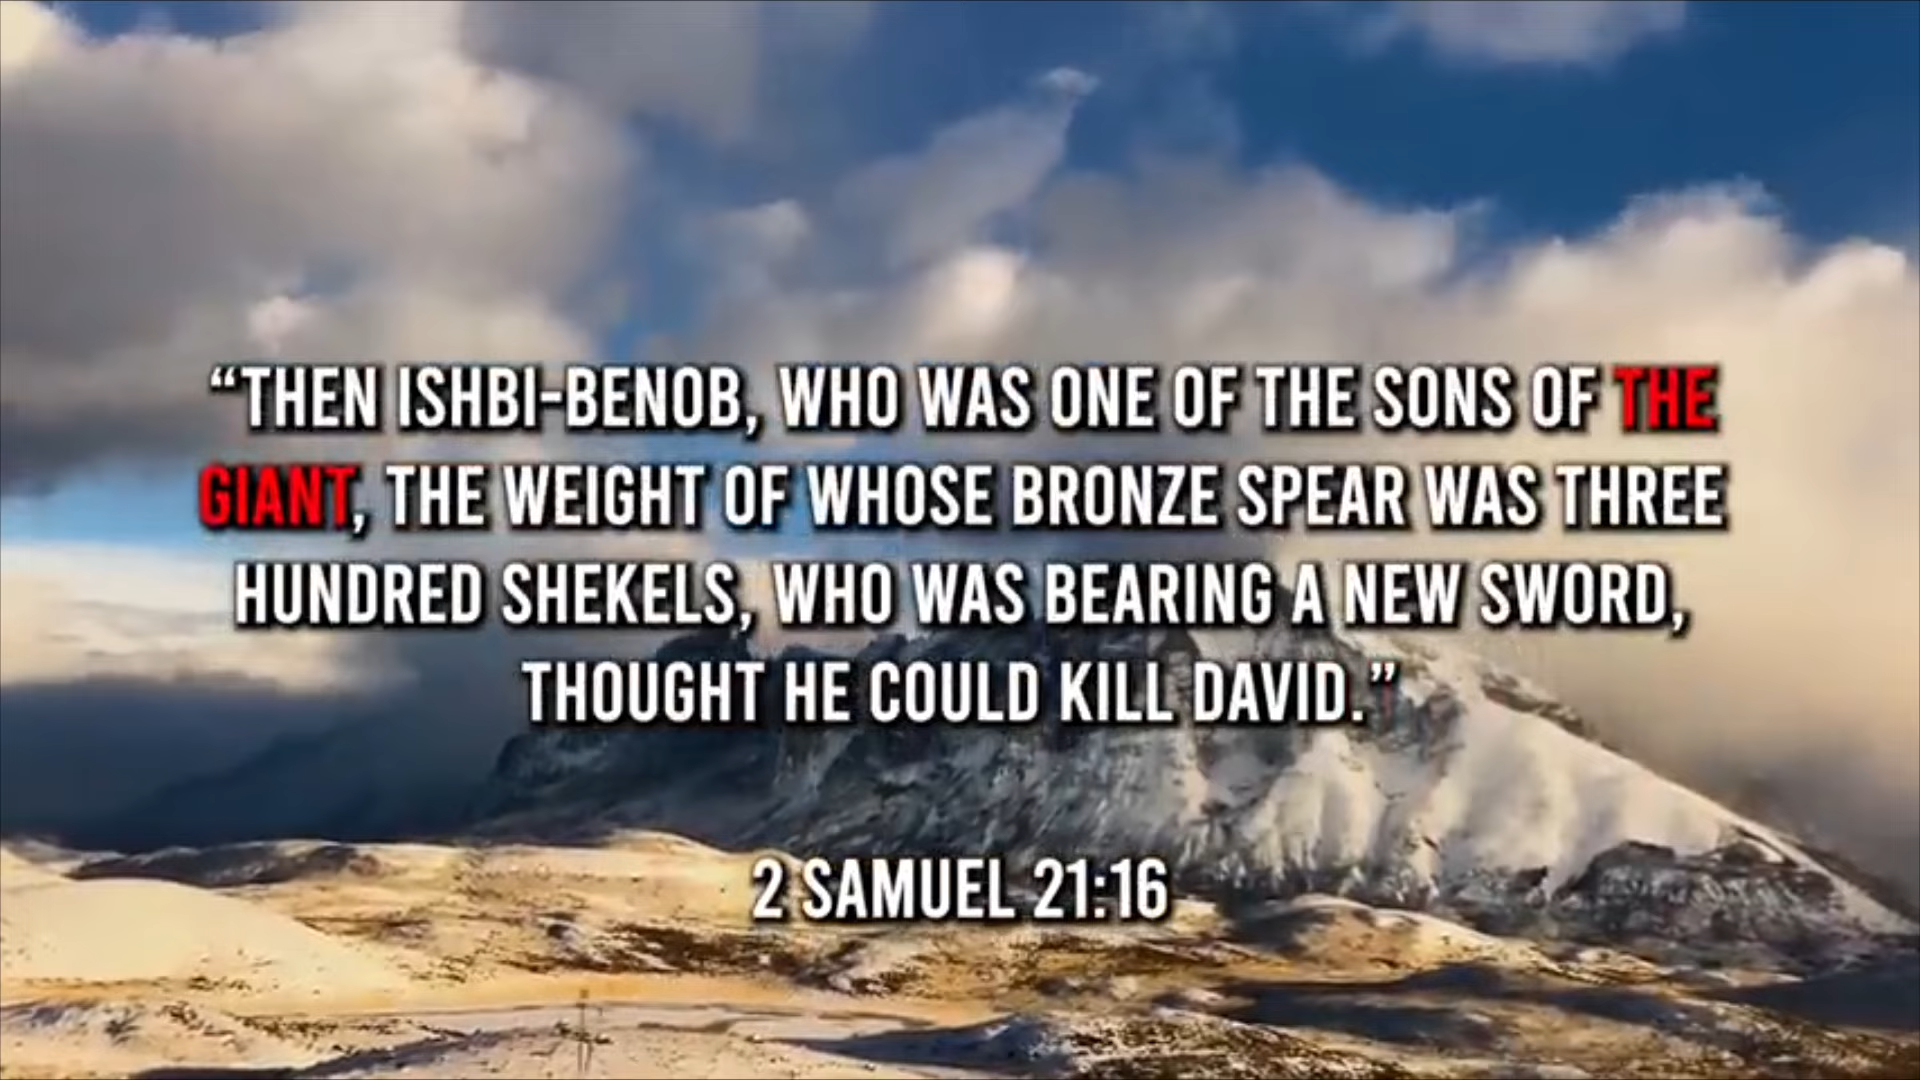 “THEN ISHBI-BENOB, WHO WAS ONE OF THE SONS OF THE
GIANT, THE WEIGHT OF WHOSE BRONZE SPEAR WAS THREE
HUNDRED SHEKELS, WHO WAS BEARING A NEW SWORD,
THOUGHT HE COULD KILL DAVID.”
2 SAMUEL 21:16